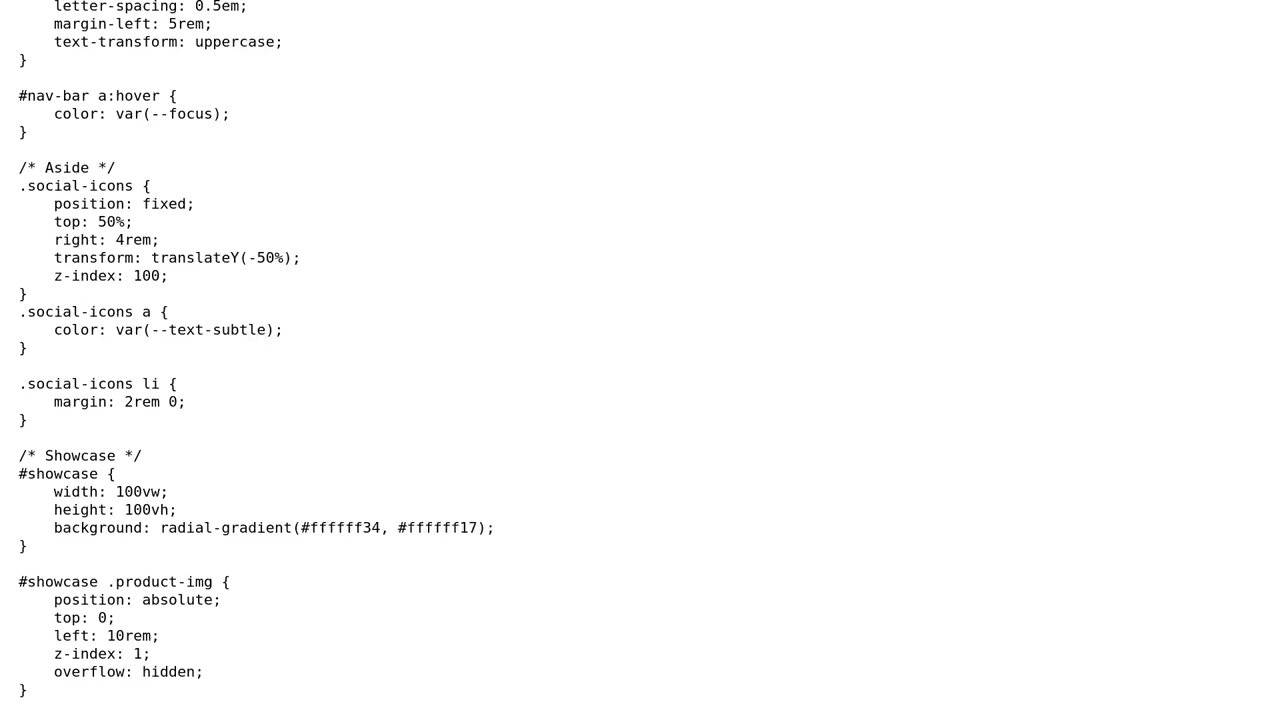 letter-spacing: 0.5em;
    margin-left: 5rem;
    text-transform: uppercase;
}

#nav-bar a:hover {
    color: var(--focus);
}

/* Aside */
.social-icons {
    position: fixed;
    top: 50%;
    right: 4rem;
    transform: translateY(-50%);
    z-index: 100;
}
.social-icons a {
    color: var(--text-subtle);
}

.social-icons li {
    margin: 2rem 0;
}

/* Showcase */
#showcase {
    width: 100vw;
    height: 100vh;
    background: radial-gradient(#ffffff34, #ffffff17);
}

#showcase .product-img {
    position: absolute;
    top: 0;
    left: 10rem;
    z-index: 1;
    overflow: hidden;
}